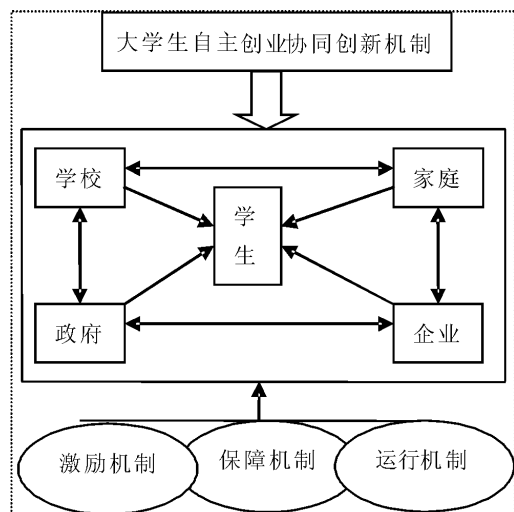 大学生自主创业协同创新机制
学校
家庭
学
生
政府
企业
激励机制
保障机制
运行机制